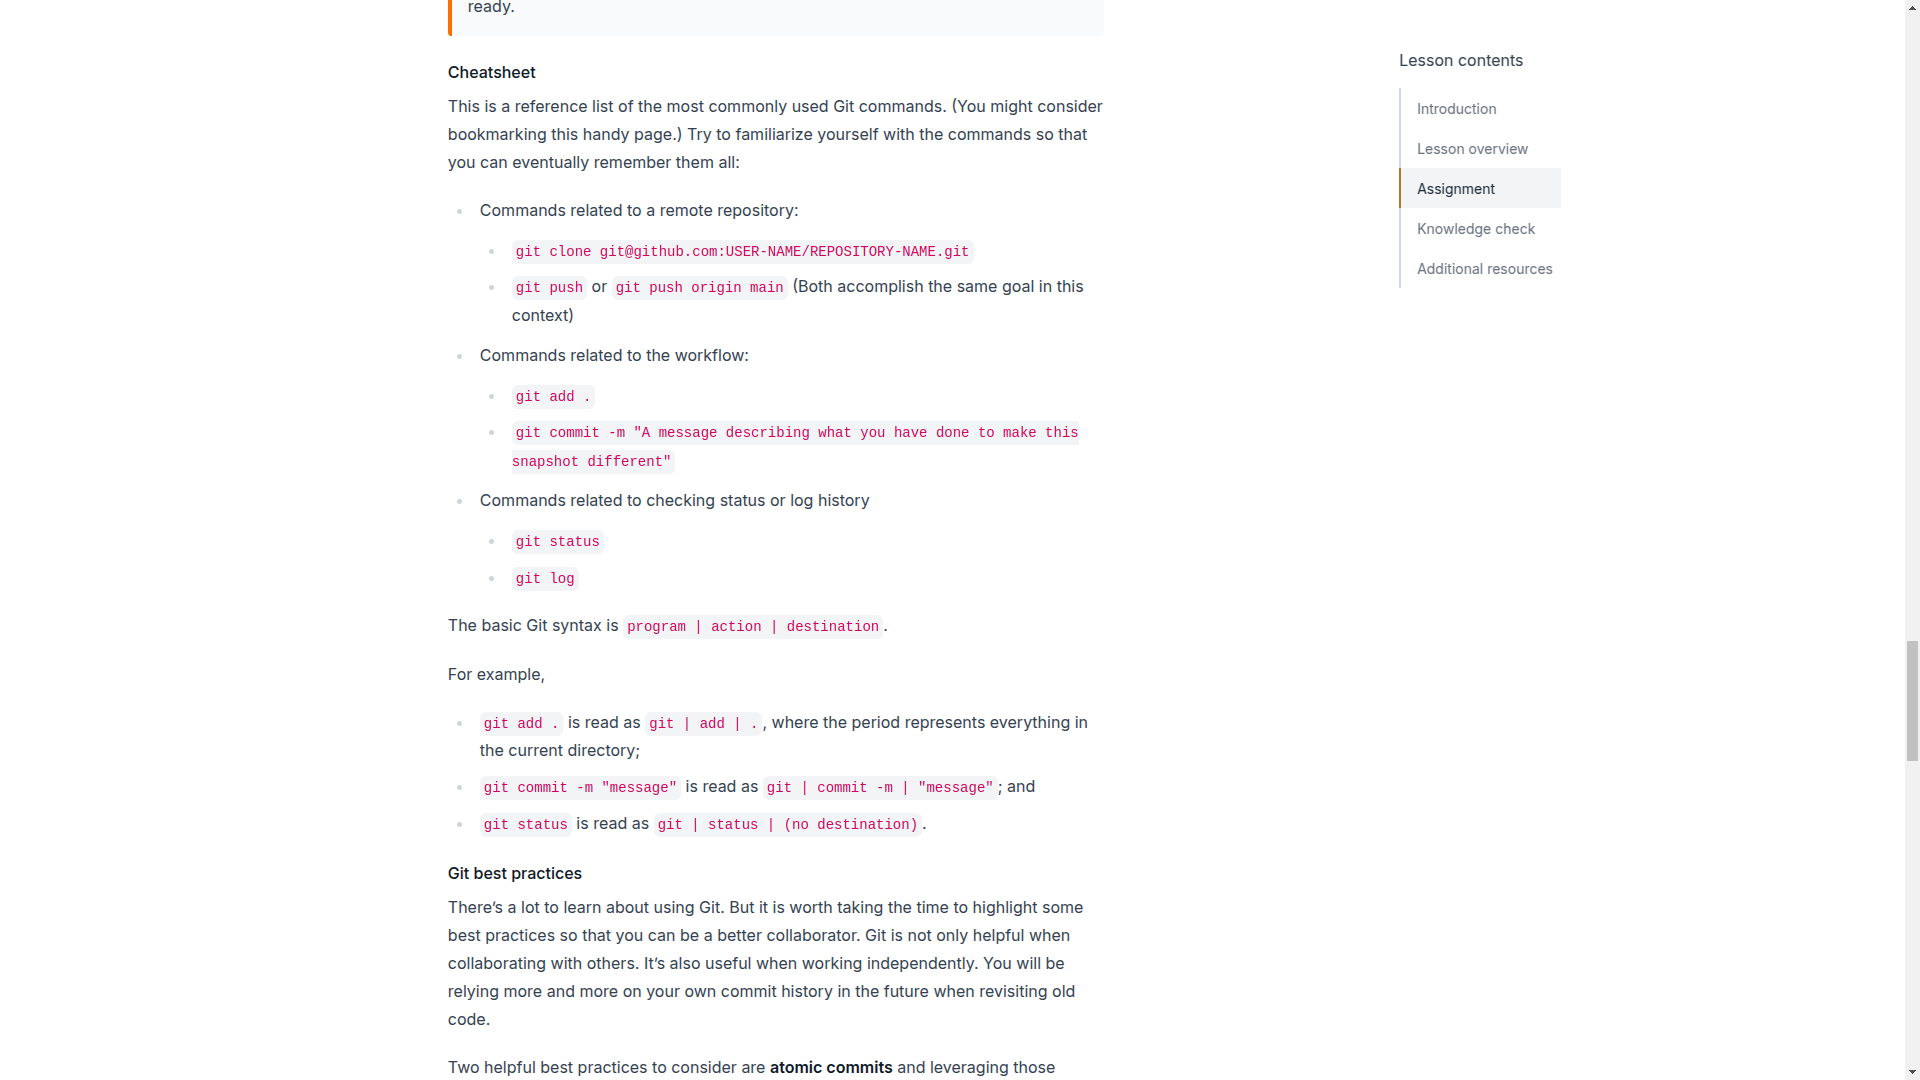 ready.
Cheatsheet
This is a reference list of the most commonly used Git commands. (You might consider
bookmarking this handy page.) Try to familiarize yourself with the commands so that
you can eventually remember them all:
Commands related to a remote repository:
git clone git@github.com:USER-NAME/REPOSITORY-NAME.git
git push or git push origin main (Both accomplish the same goal in this
context)
Commands related to the workflow:
git add .
git commit -m "A message describing what you have done to make this
snapshot different"
Commands related to checking status or log history
git status
git log
The basic Git syntax is program | action | destination.
For example,
git add . is read as git | add | ., where the period represents everything in
the current directory;
git commit -m "message" is read as git | commit -m | "message"; and
git status is read as git | status | (no destination).
Git best practices
There’s a lot to learn about using Git. But it is worth taking the time to highlight some
best practices so that you can be a better collaborator. Git is not only helpful when
collaborating with others. It’s also useful when working independently. You will be
relying more and more on your own commit history in the future when revisiting old
code.
Two helpful best practices to consider are atomic commits and leveraging those
Lesson contents
Introduction
Lesson overview
Assignment
Knowledge check
Additional resources